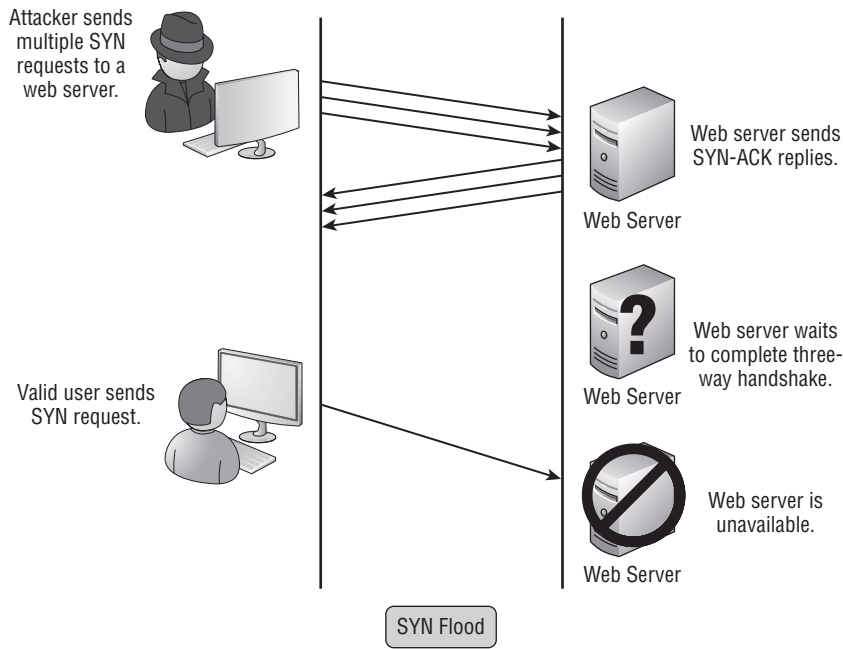 Attacker sends
multiple SYN
requests to a
web server.
Web server sends
SYN-ACK replies.
Web Server
?
Web server waits
to complete three-
way handshake.
Web Server
Valid user sends
SYN request.
Web server is
unavailable.
Web Server
SYN Flood